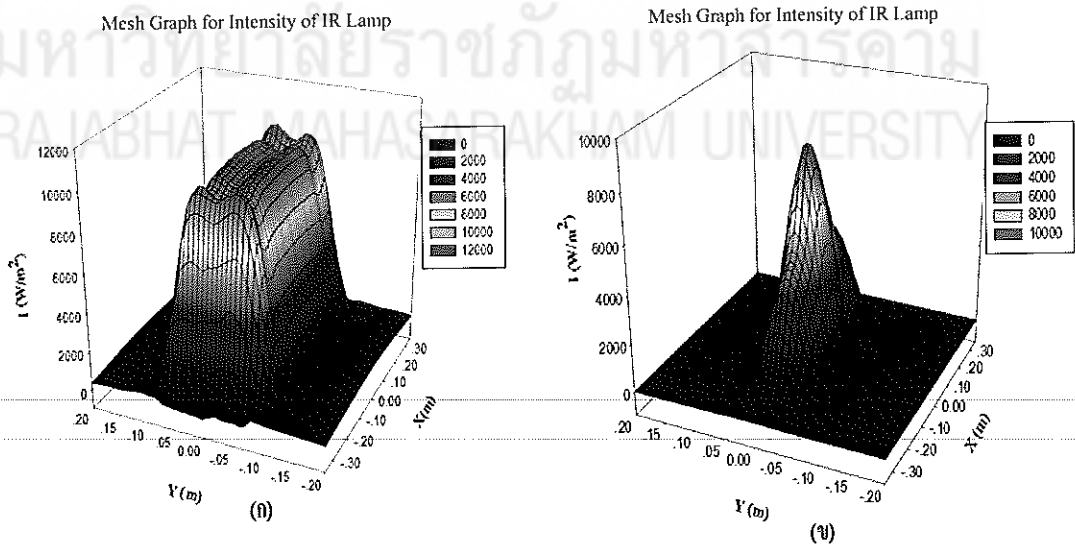 มหาวิทยาลัยราชภัฏมหาสารคาม
RAJABHAT MAHASARAKHAM UNIVERSITY
Mesh Graph for Intensity of IR Lamp
12000
10000
8000
6000
4000
2000
0
I (W/m²)
.20 .15 .10 .05 0.00 -.05 -.10 -.15 -.20
Y (m)
.30
.20
.10
0.00
-.10
-.20
-.30
X(m)
0
2000
4000
6000
8000
10000
12000
(ก)
Mesh Graph for Intensity of IR Lamp
10000
8000
6000
4000
2000
0
I (W/m²)
.20 .15 .10 .05 0.00 -.05 -.10 -.15 -.20
Y (m)
.30
.20
.10
0.00
-.10
-.20
-.30
X (m)
0
2000
4000
6000
8000
10000
(ข)